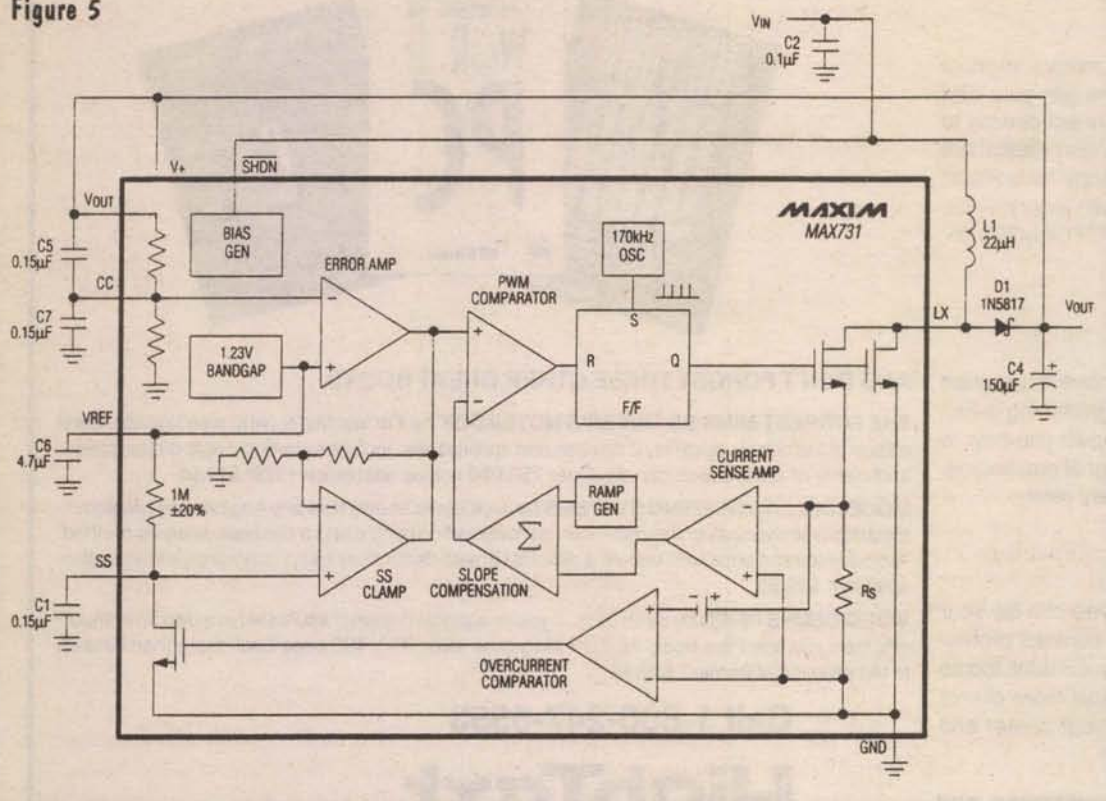 Figure 5
VIN
C2
0.1µF
V+
SHDN
VOUT
MAXIM
MAX731
BIAS
GEN
170kHz
OSC
L1
22µH
C5
0.15µF
ERROR AMP
PWM
COMPARATOR
D1
1N5817
CC
S
LX
VOUT
C7
0.15µF
1.23V
BANDGAP
R
Q
F/F
C4
150µF
+
VREF
C6
4.7µF
CURRENT
SENSE AMP
1M
±20%
RAMP
GEN
Σ
SS
SS
CLAMP
SLOPE
COMPENSATION
RS
C1
0.15µF
OVERCURRENT
COMPARATOR
GND